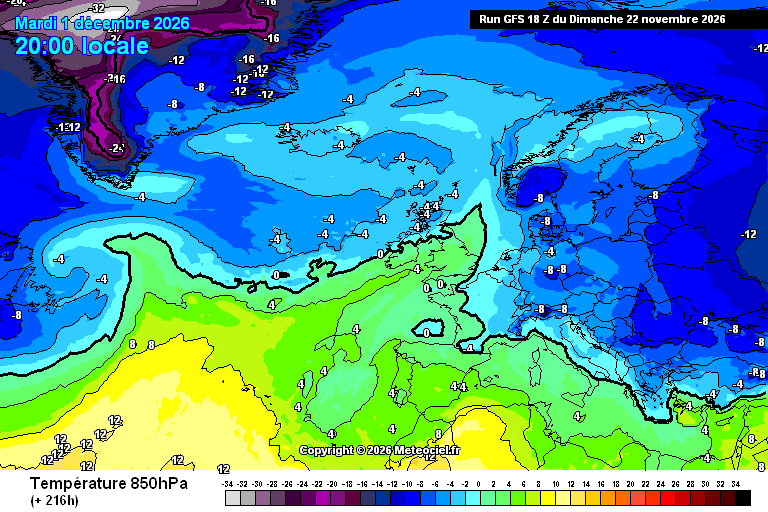 Mardi 1 décembre 2026
20:00 locale
Run GFS 18 Z du Dimanche 22 novembre 2026
Copyright © 2026 Meteociel.fr
Température 850hPa
(+ 216h)
-34 -32 -30 -28 -26 -24 -22 -20 -18 -16 -14 -12 -10 -8 -6 -4 -2 0 2 4 6 8 10 12 14 16 18 20 22 24 26 28 30 32 34